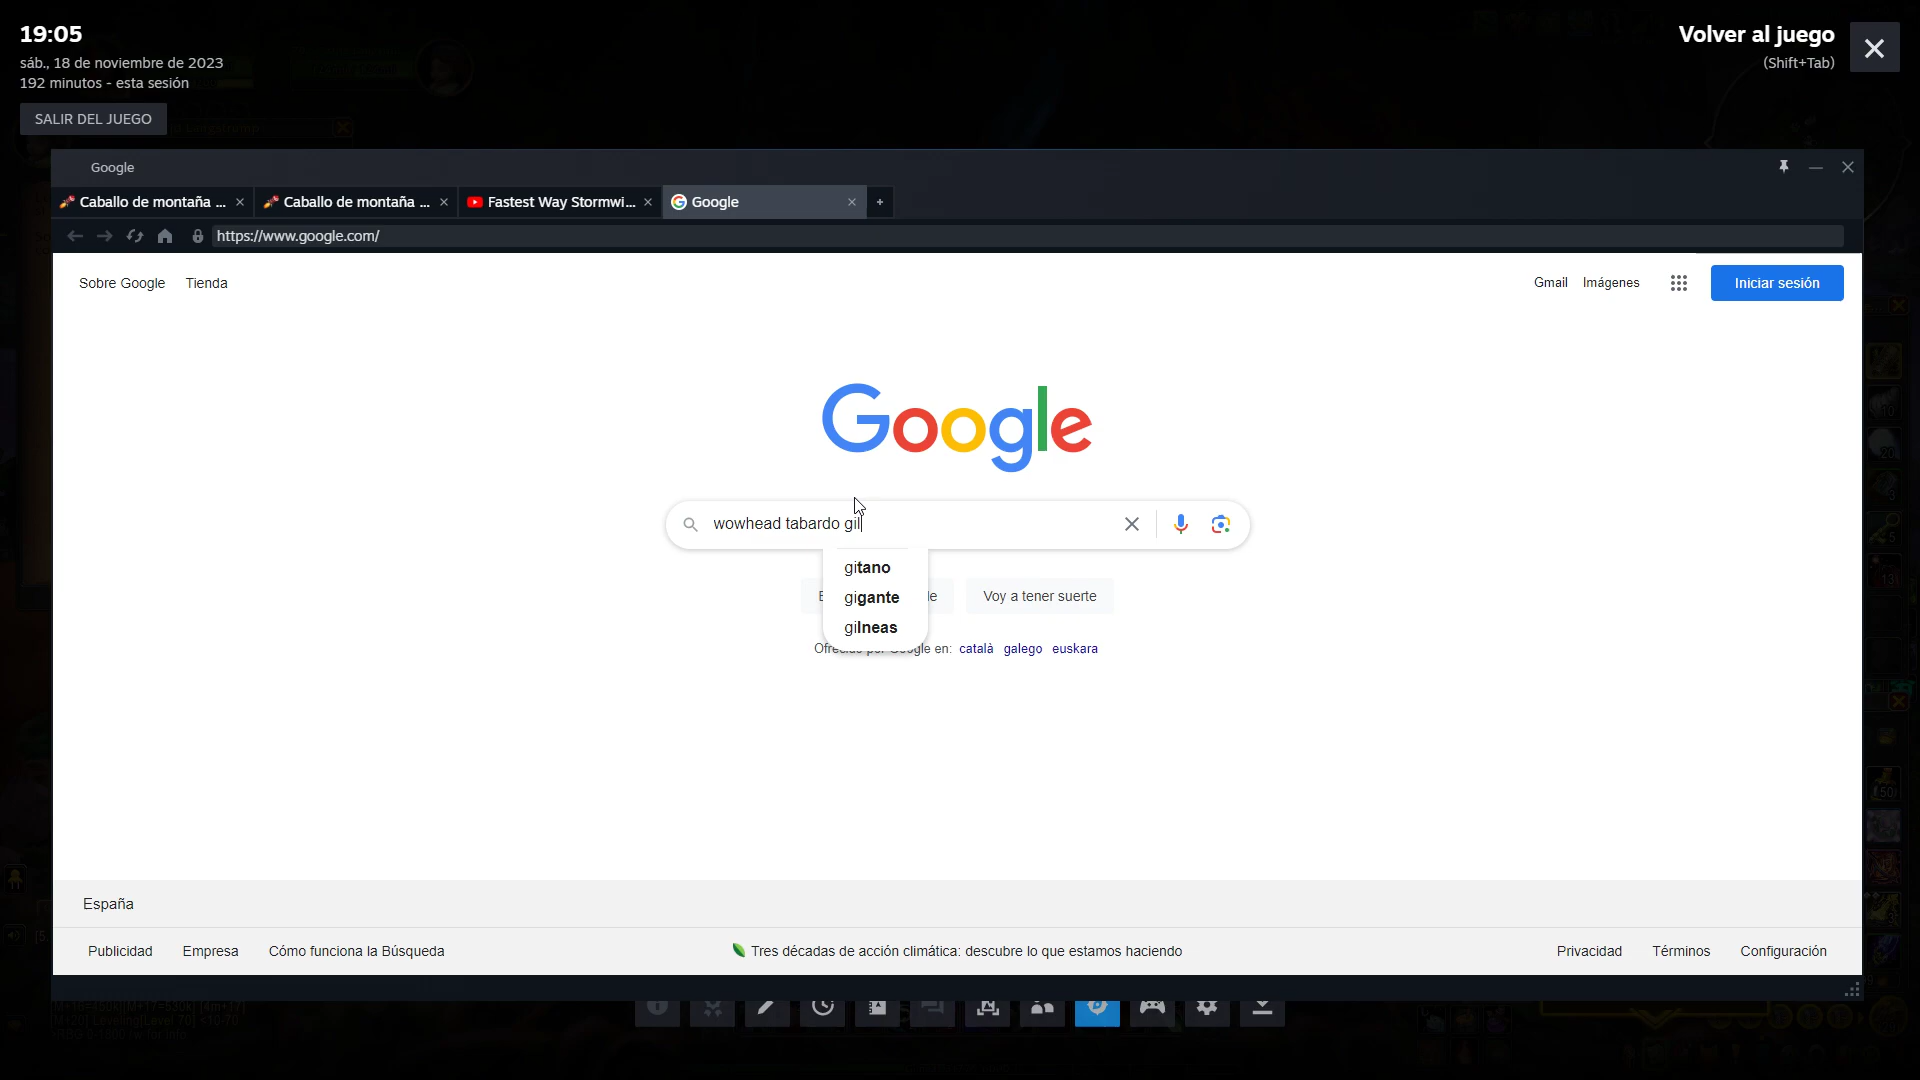 19:05
sáb., 18 de noviembre de 2023
192 minutos - esta sesión
SALIR DEL JUEGO
Volver al juego
(Shift+Tab)
Google
Caballo de montaña ...
Caballo de montaña ...
Fastest Way Stormwi...
Google
https://www.google.com/
Sobre Google Tienda
Gmail Imágenes
Iniciar sesión
Google
wowhead tabardo gil
gitano
gigante
gilneas
Voy a tener suerte
en: català galego euskara
España
Publicidad Empresa Cómo funciona la Búsqueda
Tres décadas de acción climática: descubre lo que estamos haciendo
Privacidad Términos Configuración